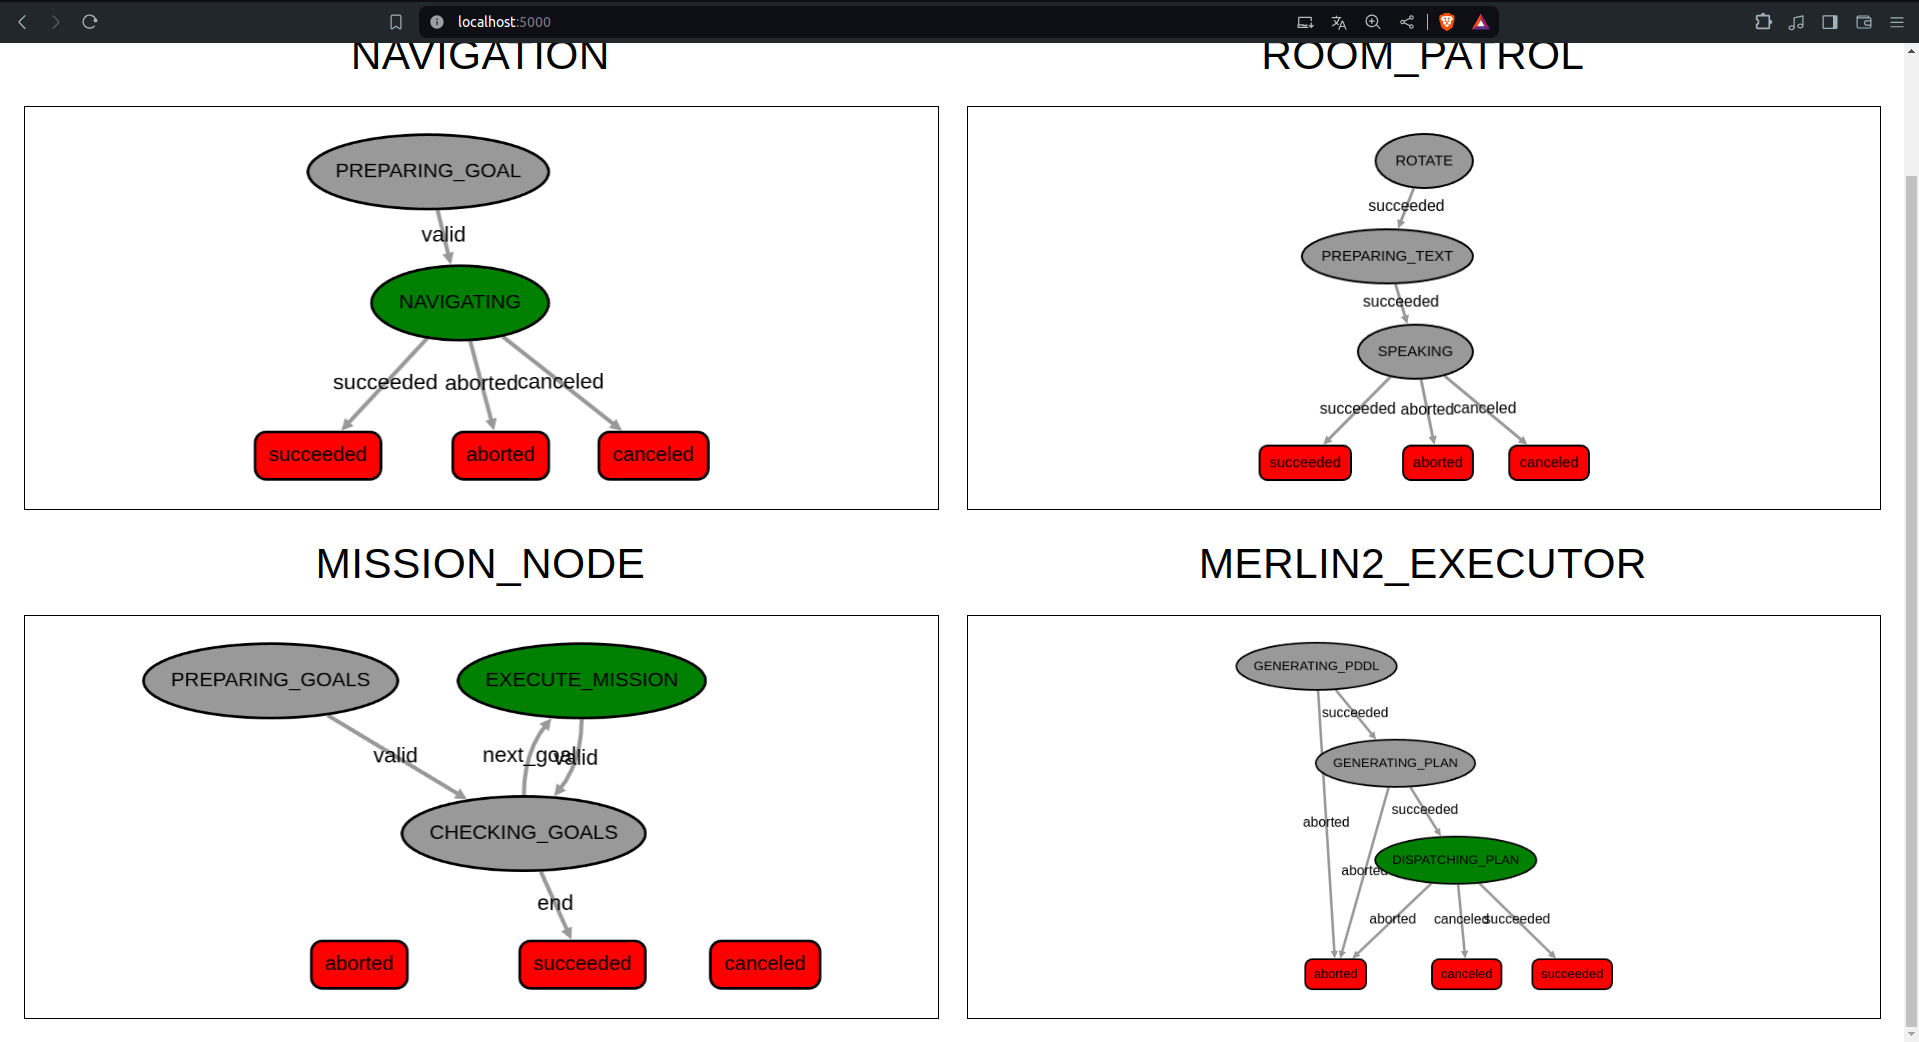 localhost:5000
NAVIGATION
PREPARING_GOAL
valid
NAVIGATING
succeeded aborted canceled
succeeded aborted canceled
ROOM_PATROL
ROTATE
succeeded
PREPARING_TEXT
succeeded
SPEAKING
succeeded aborted canceled
succeeded aborted canceled
MISSION_NODE
PREPARING_GOALS EXECUTE_MISSION
valid next_goal valid
CHECKING_GOALS
end
aborted succeeded canceled
MERLIN2_EXECUTOR
GENERATING_PDDL
succeeded
GENERATING_PLAN
succeeded
aborted
DISPATCHING_PLAN
aborted
aborted canceled succeeded
aborted canceled succeeded